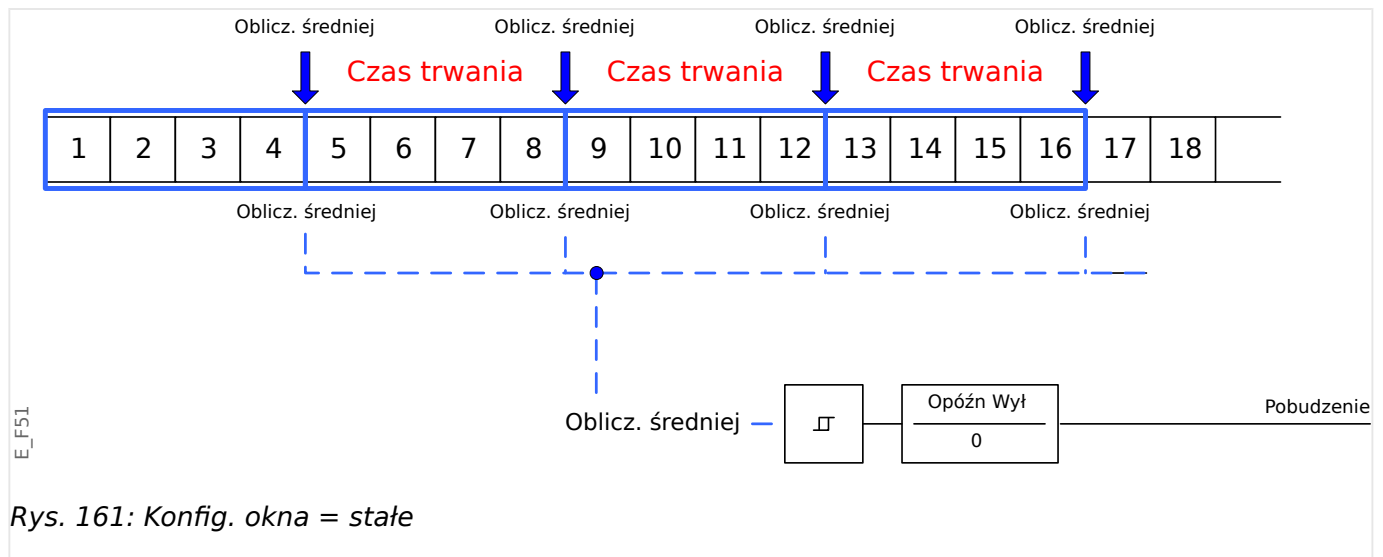 Oblicz. średniej Oblicz. średniej Oblicz. średniej Oblicz. średniej
Czas trwania Czas trwania Czas trwania
1 2 3 4 5 6 7 8 9 10 11 12 13 14 15 16 17 18
Oblicz. średniej Oblicz. średniej Oblicz. średniej Oblicz. średniej
Oblicz. średniej
Opóźn Wył
0
Pobudzenie
E_F51
Rys. 161: Konfig. okna = stałe